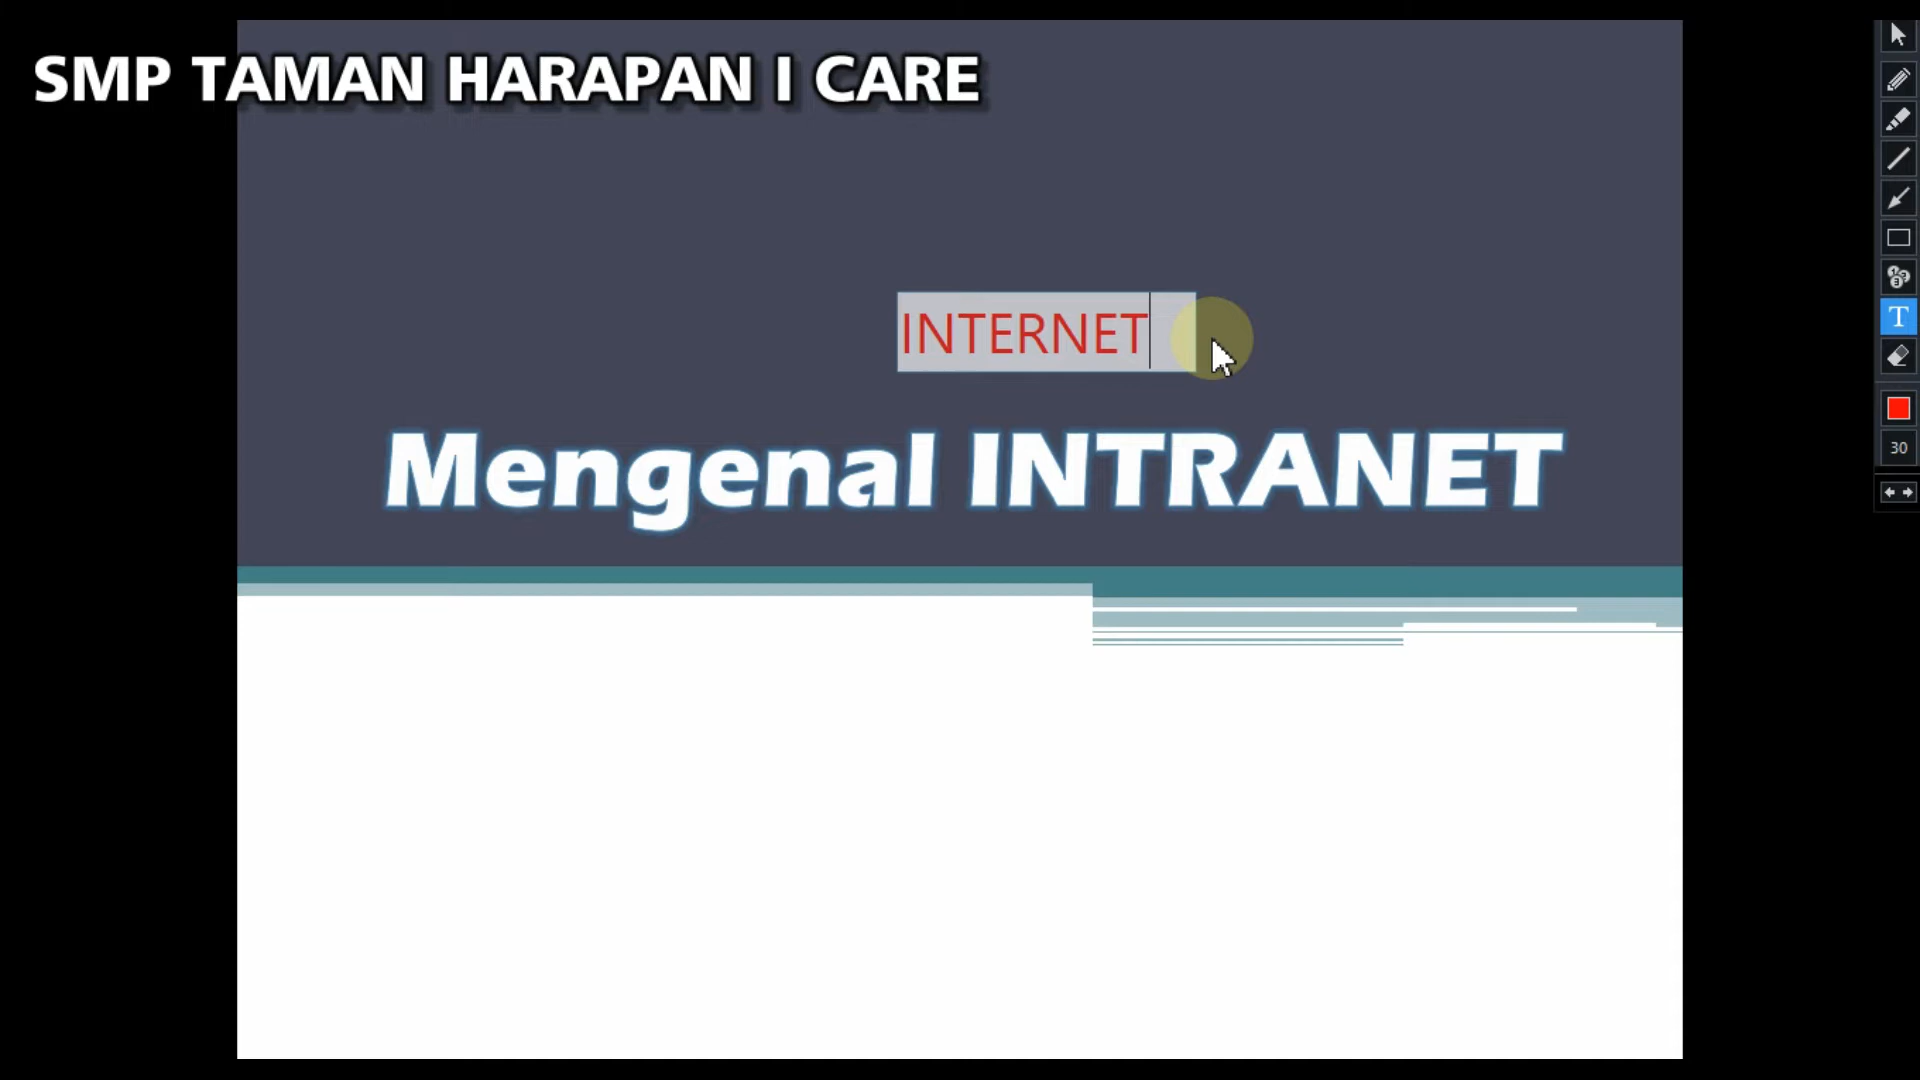 SMP TAMAN HARAPAN I CARE
INTERNET
Mengenal INTRANET
T
30